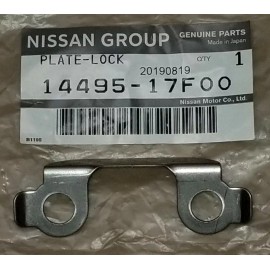 NISSAN GROUP GENUINE PARTS
Made in Japan
PLATE-LOCK QTY 1
20190819
14495-17F00
Nissan Motor Co., Ltd.